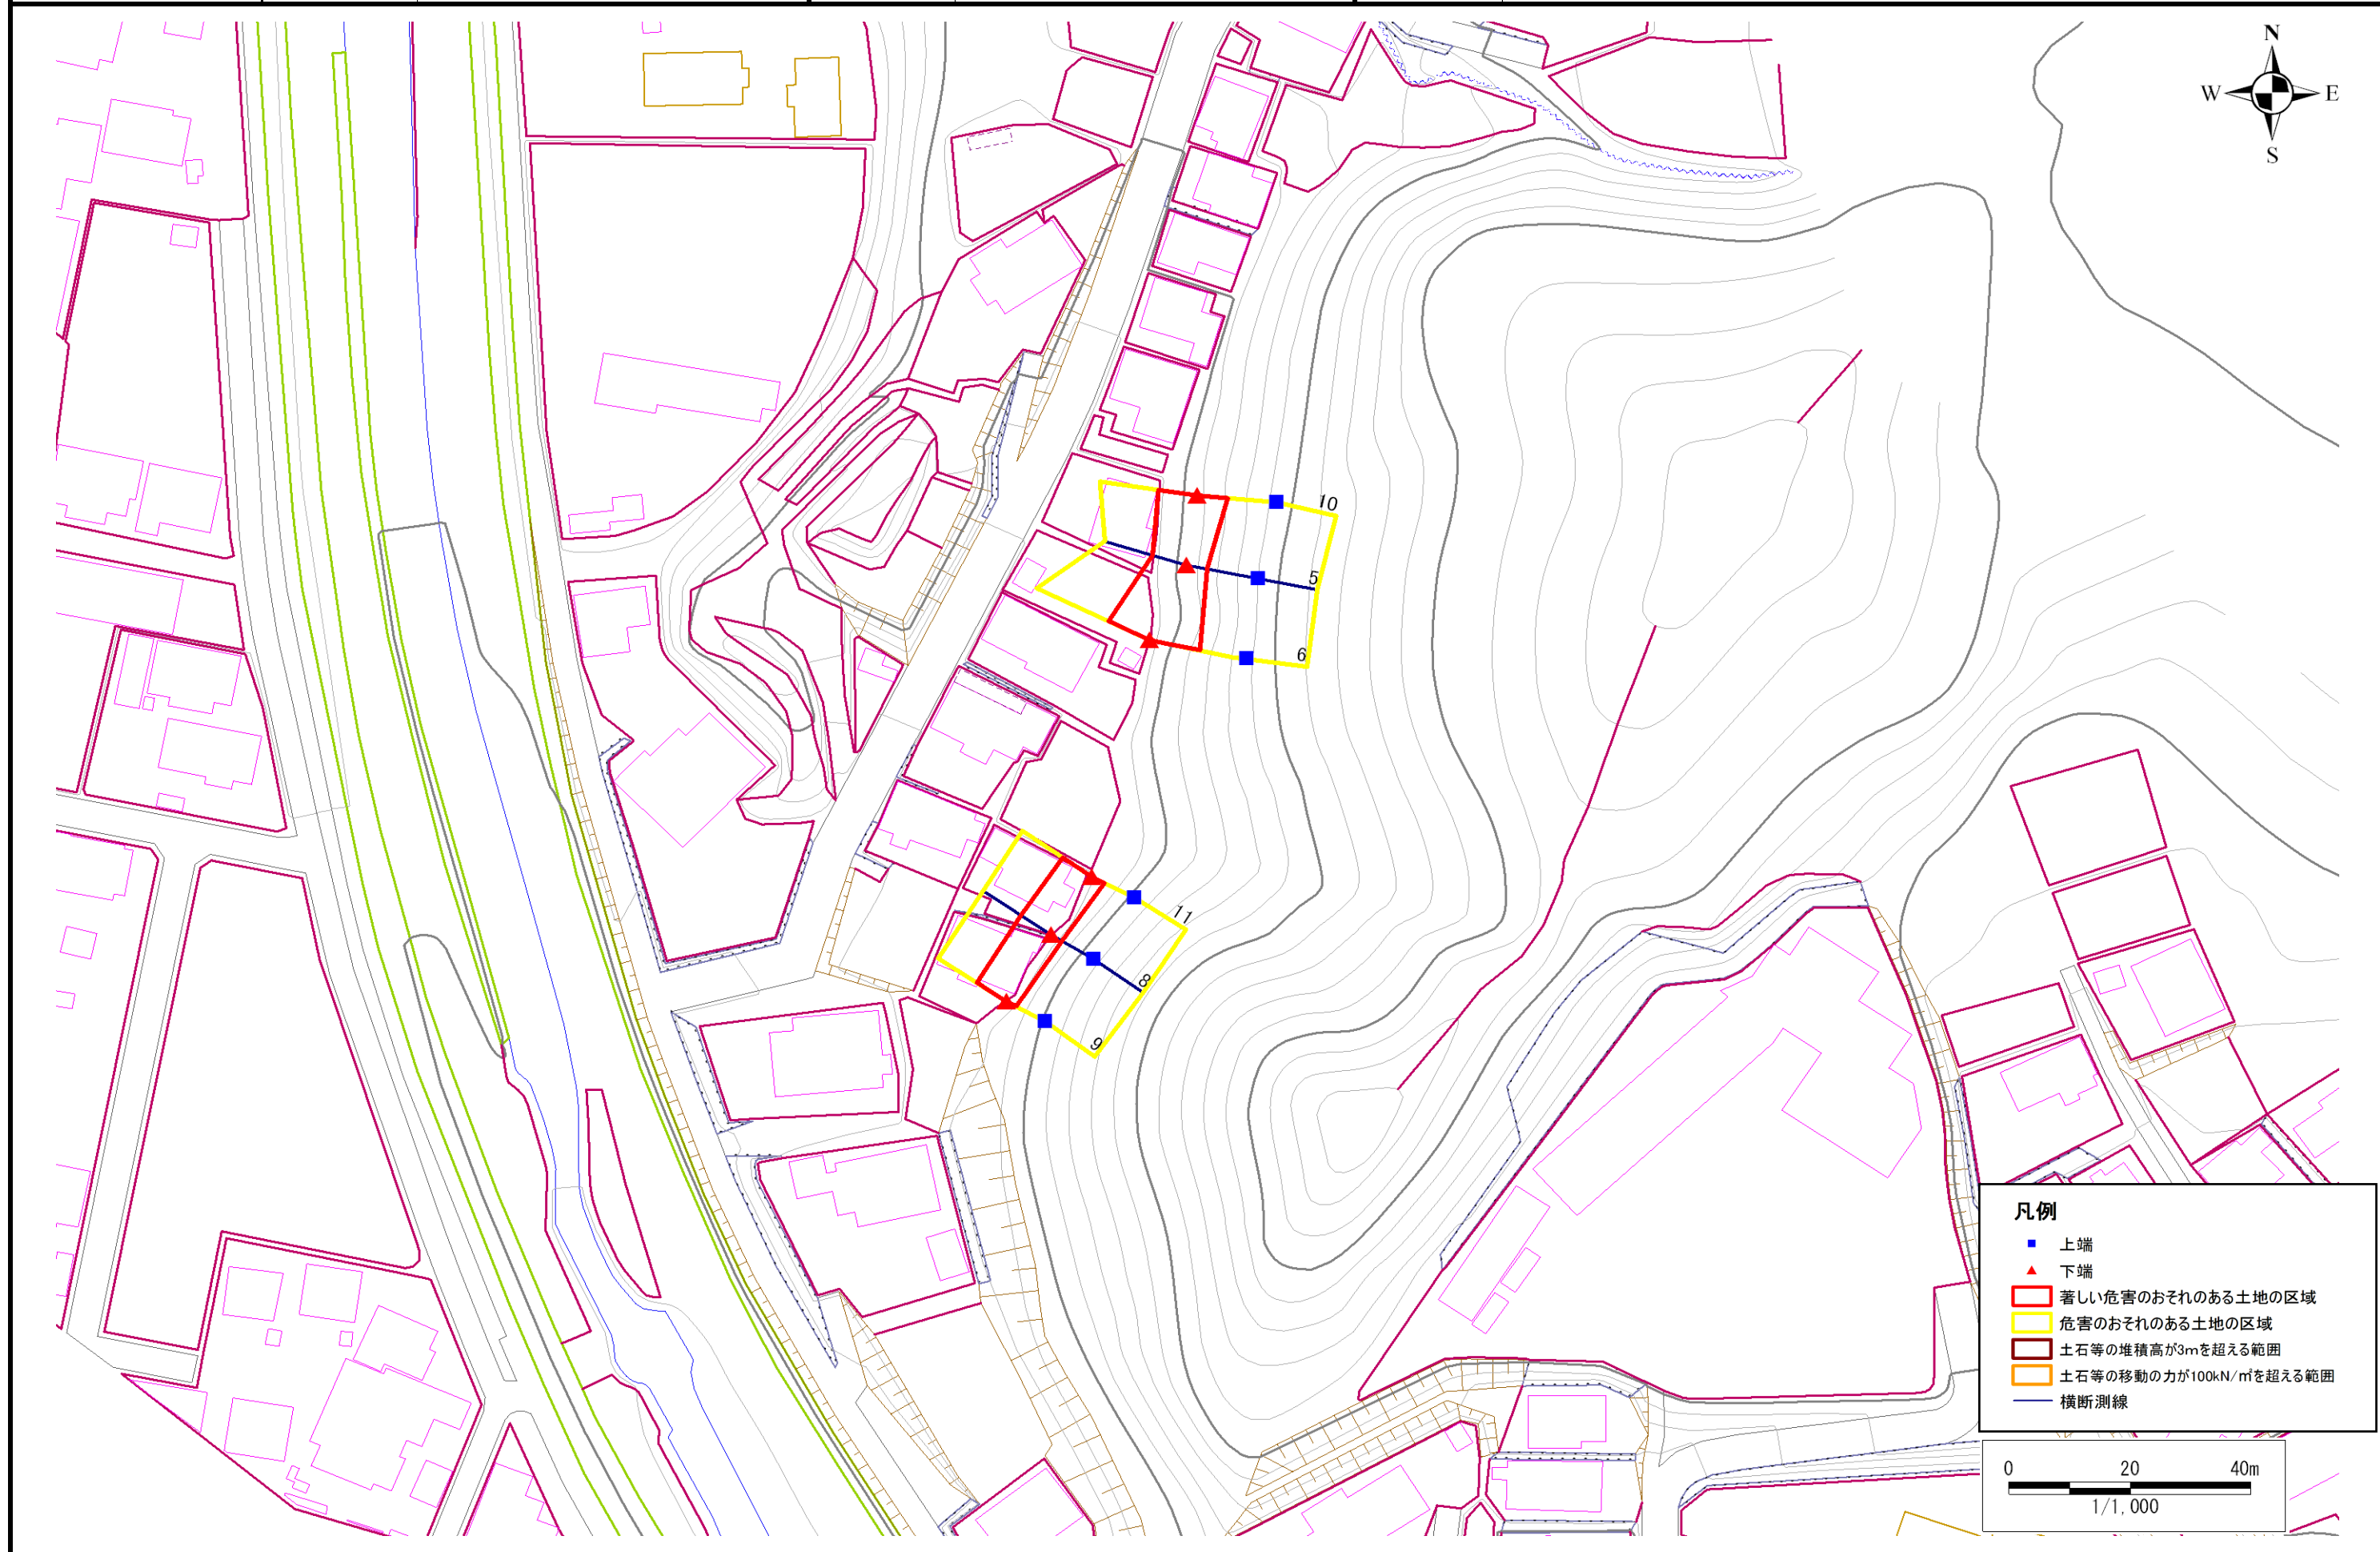 N
W E
S
10
5
6
11
8
9
凡例
上端
下端
著しい危害のおそれのある土地の区域
危害のおそれのある土地の区域
土石等の堆積高が3mを超える範囲
土石等の移動の力が100kN/㎡を超える範囲
横断測線
0 20 40m
1/1,000